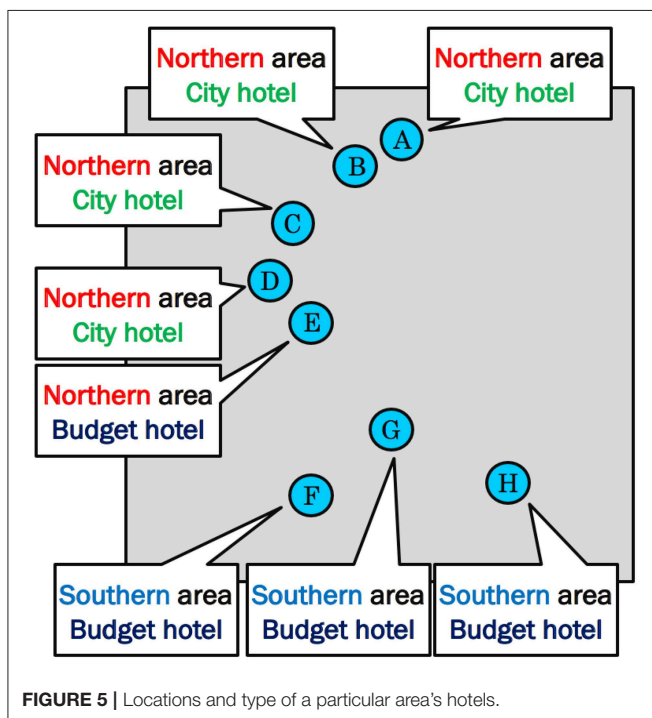 Northern area
City hotel
Northern area
City hotel
A
B
Northern area
City hotel
C
Northern area
City hotel
D
E
Northern area
Budget hotel
G
F
H
Southern area
Budget hotel
Southern area
Budget hotel
Southern area
Budget hotel
FIGURE 5 | Locations and type of a particular area's hotels.